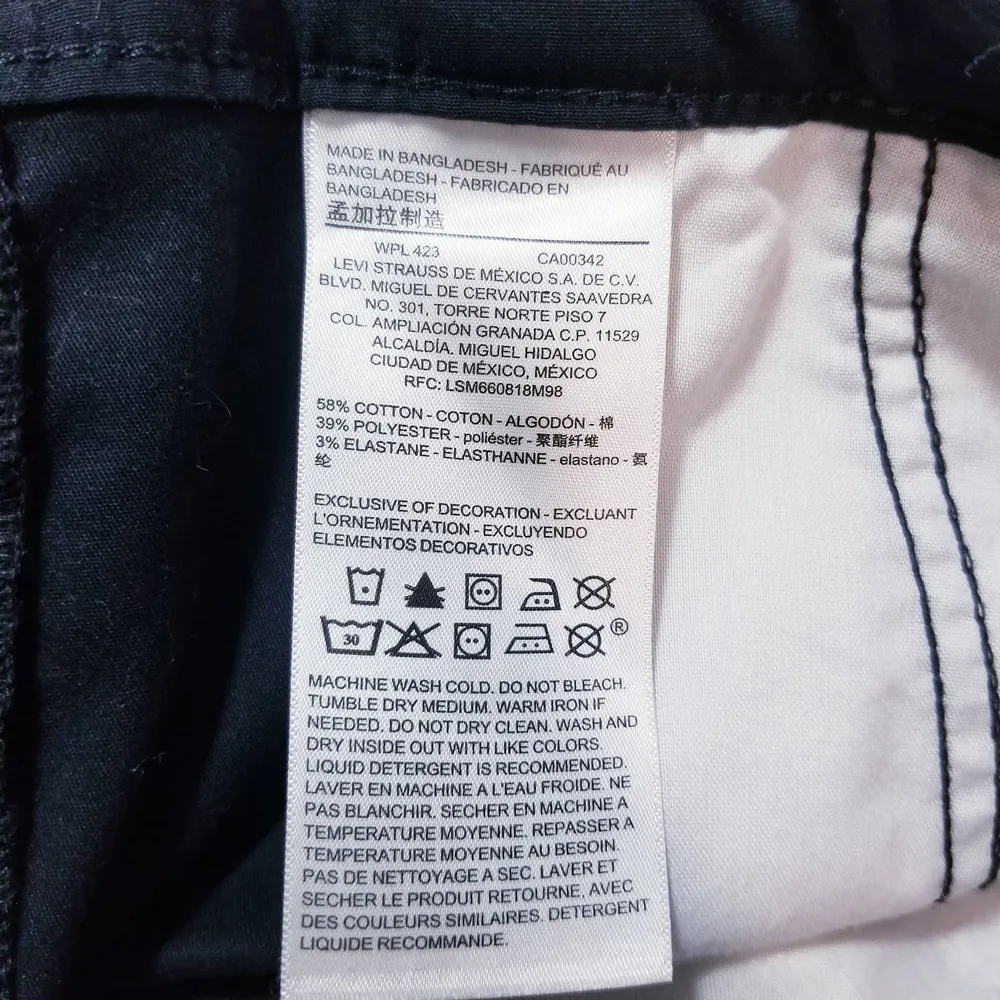 MADE IN BANGLADESH - FABRIQUÉ AU
BANGLADESH - FABRICADO EN
BANGLADESH
孟加拉制造
WPL 423 CA00342
LEVI STRAUSS DE MÉXICO S.A. DE C.V.
BLVD. MIGUEL DE CERVANTES SAAVEDRA
NO. 301, TORRE NORTE PISO 7
COL. AMPLIACIÓN GRANADA C.P. 11529
ALCALDÍA. MIGUEL HIDALGO
CIUDAD DE MÉXICO, MÉXICO
RFC: LSM660818M98
58% COTTON - COTON - ALGODÓN - 棉
39% POLYESTER - poliéster - 聚酯纤维
3% ELASTANE - ELASTHANNE - elastano - 氨
纶
EXCLUSIVE OF DECORATION - EXCLUANT
L'ORNEMENTATION - EXCLUYENDO
ELEMENTOS DECORATIVOS
30 ®
MACHINE WASH COLD. DO NOT BLEACH.
TUMBLE DRY MEDIUM. WARM IRON IF
NEEDED. DO NOT DRY CLEAN. WASH AND
DRY INSIDE OUT WITH LIKE COLORS.
LIQUID DETERGENT IS RECOMMENDED.
LAVER EN MACHINE A L'EAU FROIDE. NE
PAS BLANCHIR. SECHER EN MACHINE A
TEMPERATURE MOYENNE. REPASSER A
TEMPERATURE MOYENNE AU BESOIN.
PAS DE NETTOYAGE A SEC. LAVER ET
SECHER LE PRODUIT RETOURNE, AVEC
DES COULEURS SIMILAIRES. DETERGENT
LIQUIDE RECOMMANDE.